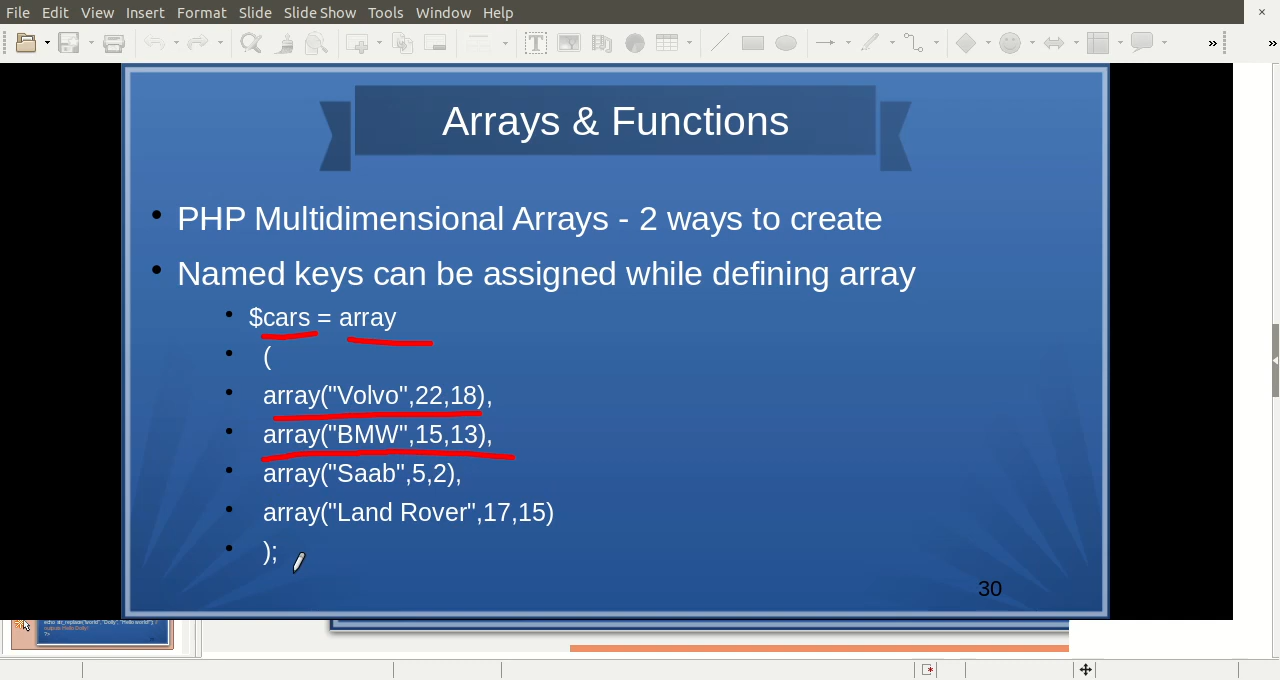 File Edit View Insert Format Slide Slide Show Tools Window Help
Arrays & Functions
PHP Multidimensional Arrays - 2 ways to create
Named keys can be assigned while defining array
$cars = array
(
array("Volvo",22,18),
array("BMW",15,13),
array("Saab",5,2),
array("Land Rover",17,15)
);
30